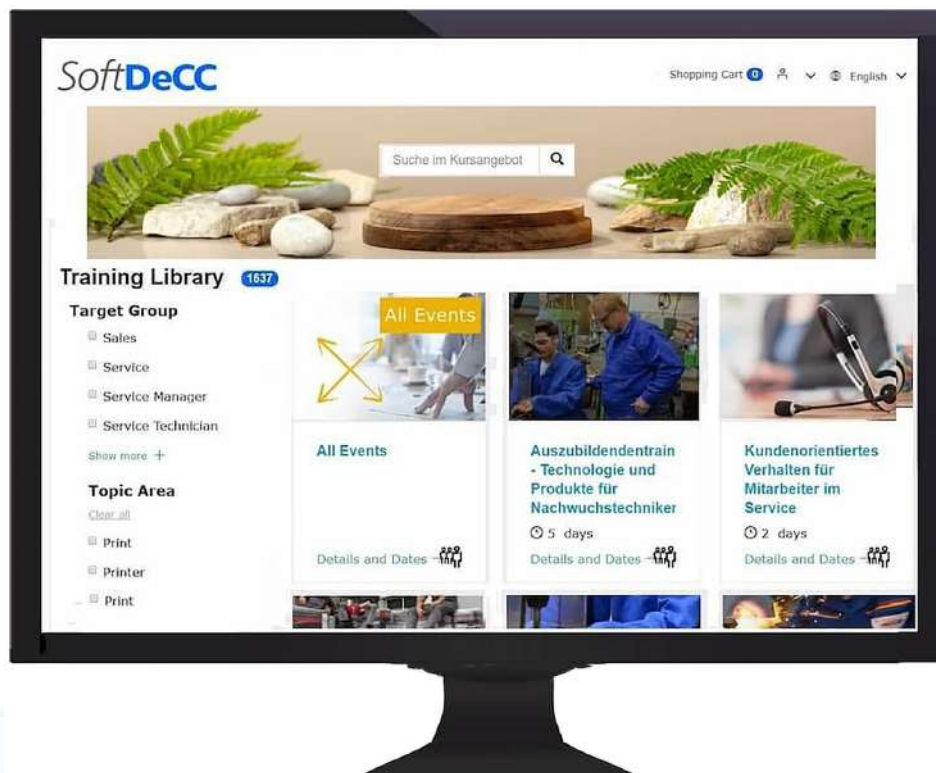 SoftDeCC
Shopping Cart 0
English
Suche im Kursangebot
Training Library 1637
Target Group
Sales
Service
Service Manager
Service Technician
Show more +
Topic Area
Clear all
Print
Printer
Print
All Events
All Events
Details and Dates
Auszubildendentrain
- Technologie und
Produkte für
Nachwuchstechniker
5 days
Details and Dates
Kundenorientiertes
Verhalten für
Mitarbeiter im
Service
2 days
Details and Dates